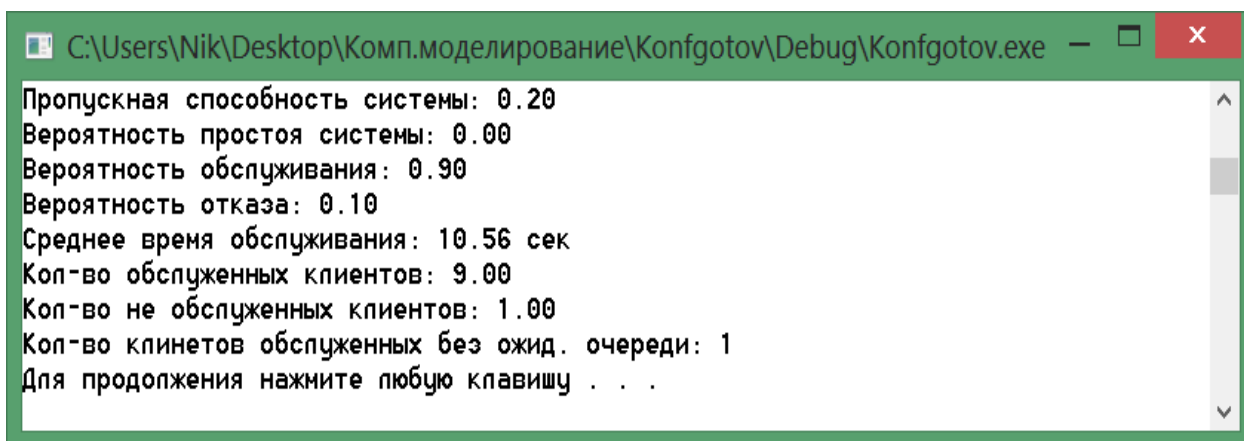 C:\Users\Nik\Desktop\Комп.моделирование\Konfgotov\Debug\Konfgotov.exe
Пропускная способность системы: 0.20
Вероятность простоя системы: 0.00
Вероятность обслуживания: 0.90
Вероятность отказа: 0.10
Среднее время обслуживания: 10.56 сек
Кол-во обслуженных клиентов: 9.00
Кол-во не обслуженных клиентов: 1.00
Кол-во клинетов обслуженных без ожид. очереди: 1
Для продолжения нажмите любую клавишу . . .